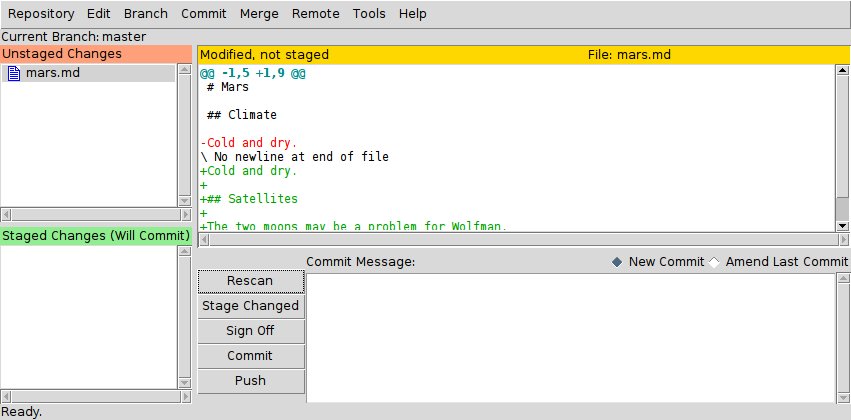 Repository Edit Branch Commit Merge Remote Tools Help
Current Branch: master
Unstaged Changes
mars.md
Modified, not staged File: mars.md
@@ -1,5 +1,9 @@
# Mars
## Climate
-Cold and dry.
\ No newline at end of file
+Cold and dry.
+
+## Satellites
+
+The two moons may be a problem for Wolfman.
Staged Changes (Will Commit)
Commit Message: New Commit Amend Last Commit
Rescan
Stage Changed
Sign Off
Commit
Push
Ready.